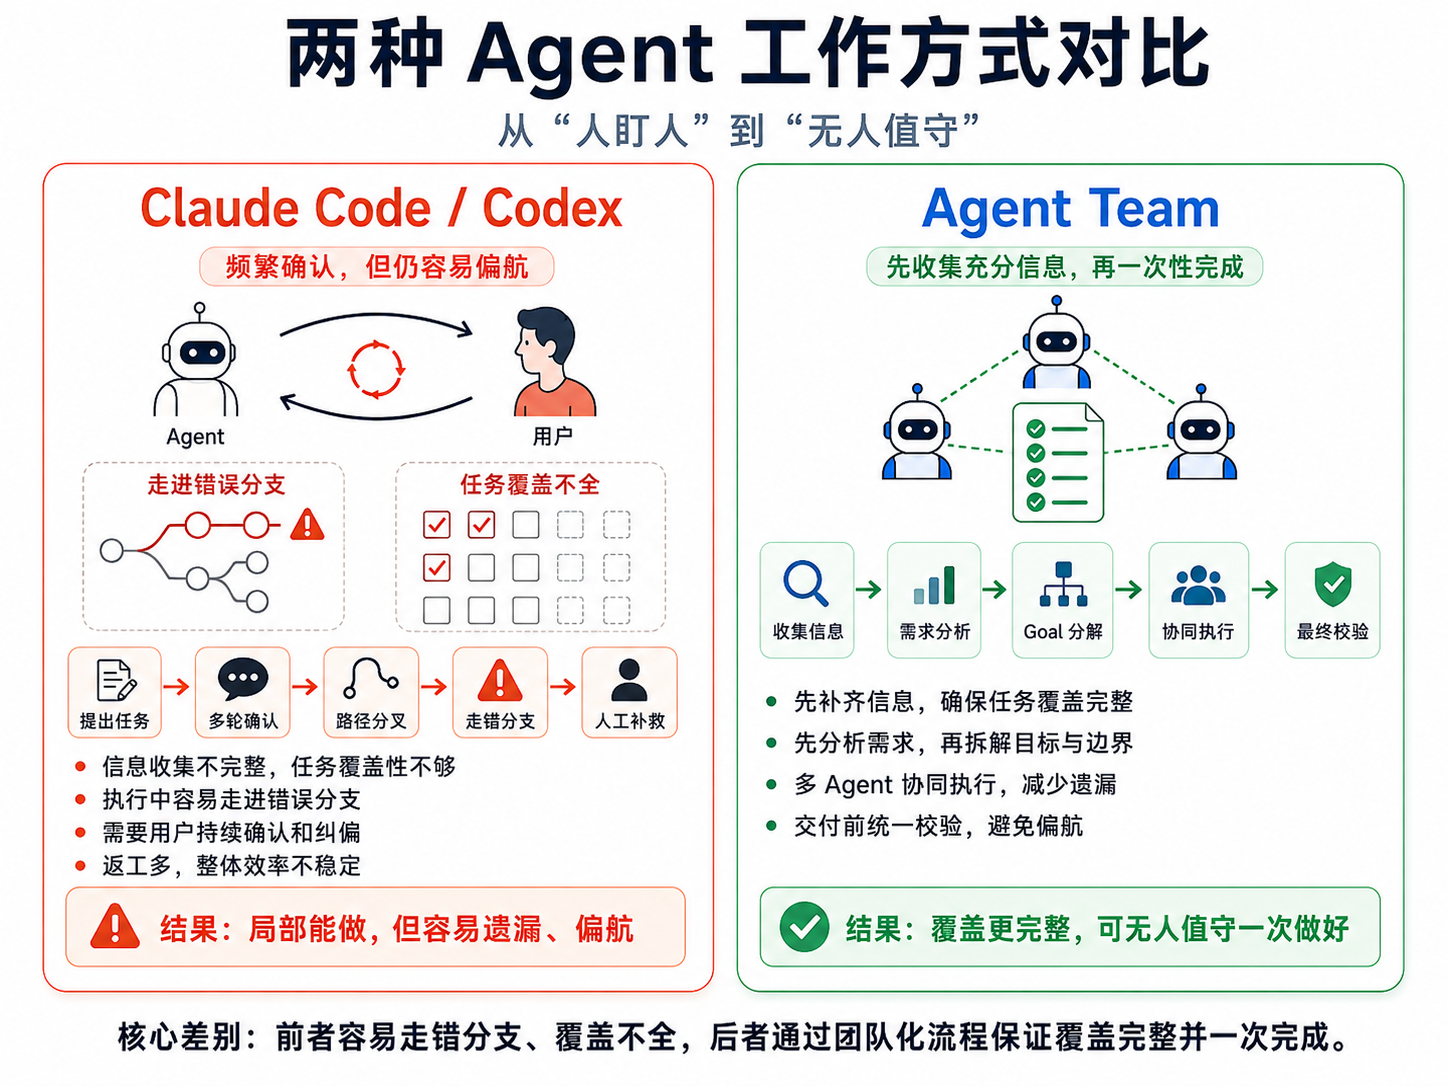 两种 Agent 工作方式对比
从“人盯人”到“无人值守”
Claude Code / Codex
频繁确认，但仍容易偏航
Agent
用户
走进错误分支
任务覆盖不全
提出任务
多轮确认
路径分叉
走错分支
人工补救
信息收集不完整，任务覆盖性不够
执行中容易走进错误分支
需要用户持续确认和纠偏
返工多，整体效率不稳定
结果：局部能做，但容易遗漏、偏航
Agent Team
先收集充分信息，再一次性完成
收集信息
需求分析
Goal 分解
协同执行
最终校验
先补齐信息，确保任务覆盖完整
先分析需求，再拆解目标与边界
多 Agent 协同执行，减少遗漏
交付前统一校验，避免偏航
结果：覆盖更完整，可无人值守一次做好
核心差别：前者容易走错分支、覆盖不全，后者通过团队化流程保证覆盖完整并一次完成。